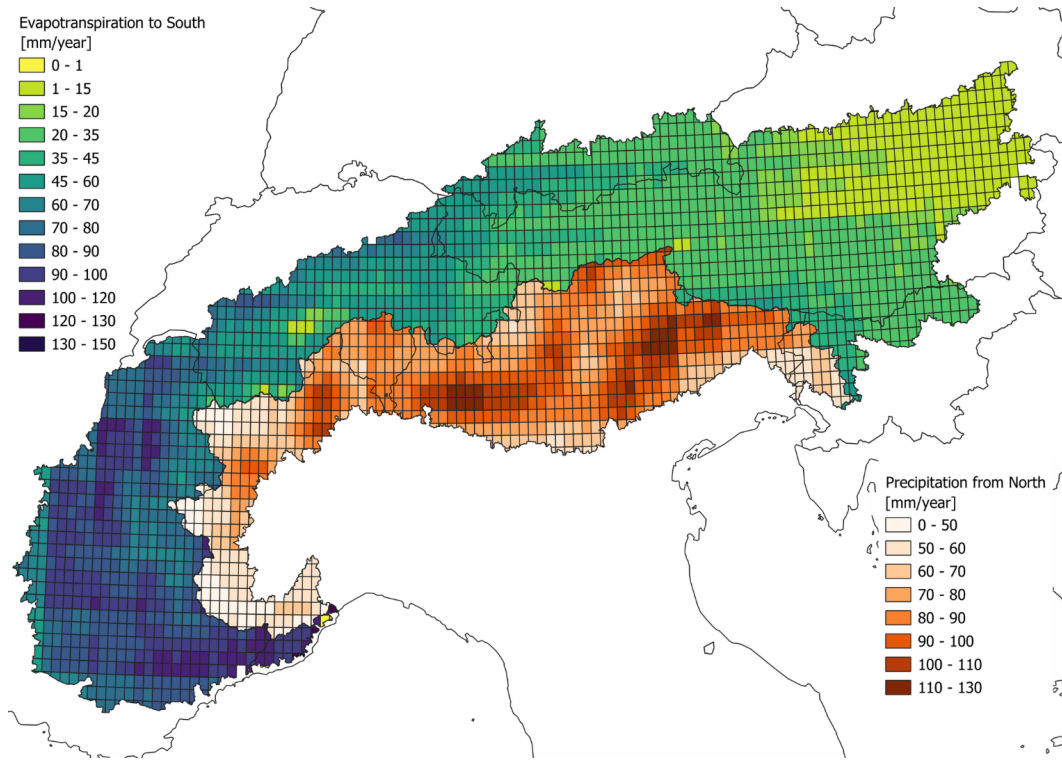 Evapotranspiration to South
[mm/year]
0 - 1
1 - 15
15 - 20
20 - 35
35 - 45
45 - 60
60 - 70
70 - 80
80 - 90
90 - 100
100 - 120
120 - 130
130 - 150
Precipitation from North
[mm/year]
0 - 50
50 - 60
60 - 70
70 - 80
80 - 90
90 - 100
100 - 110
110 - 130